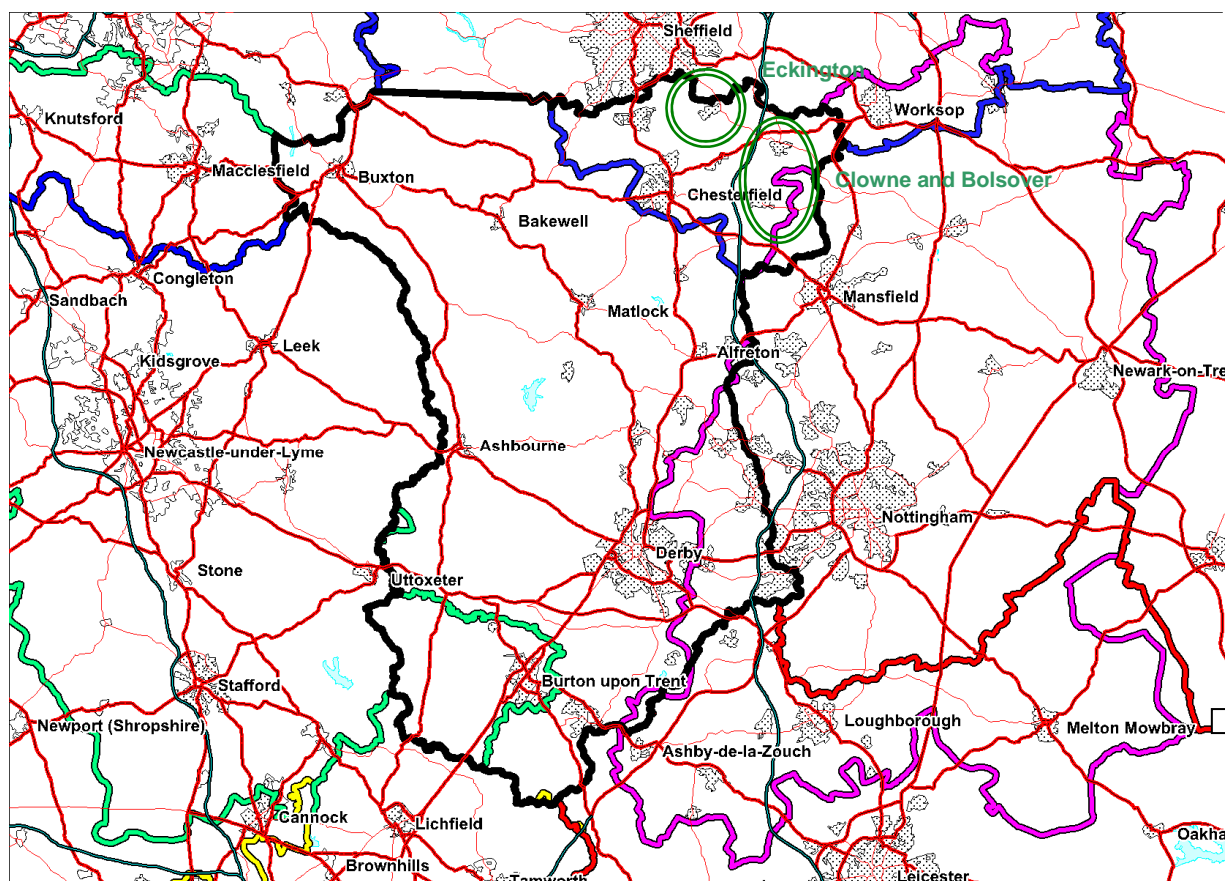 Sheffield
Eckington
Knutsford
Worksop
Macclesfield
Buxton
Clowne and Bolsover
Chesterfield
Bakewell
Congleton
Sandbach
Mansfield
Matlock
Leek
Alfreton
Kidsgrove
Newark-on-Tre
Ashbourne
Newcastle-under-Lyme
Nottingham
Derby
Stone
Uttoxeter
Burton upon Trent
Stafford
Loughborough
Newport (Shropshire)
Melton Mowbray
Ashby-de-la-Zouch
Cannock
Lichfield
Oakha
Brownhills
Leicester
Tamworth